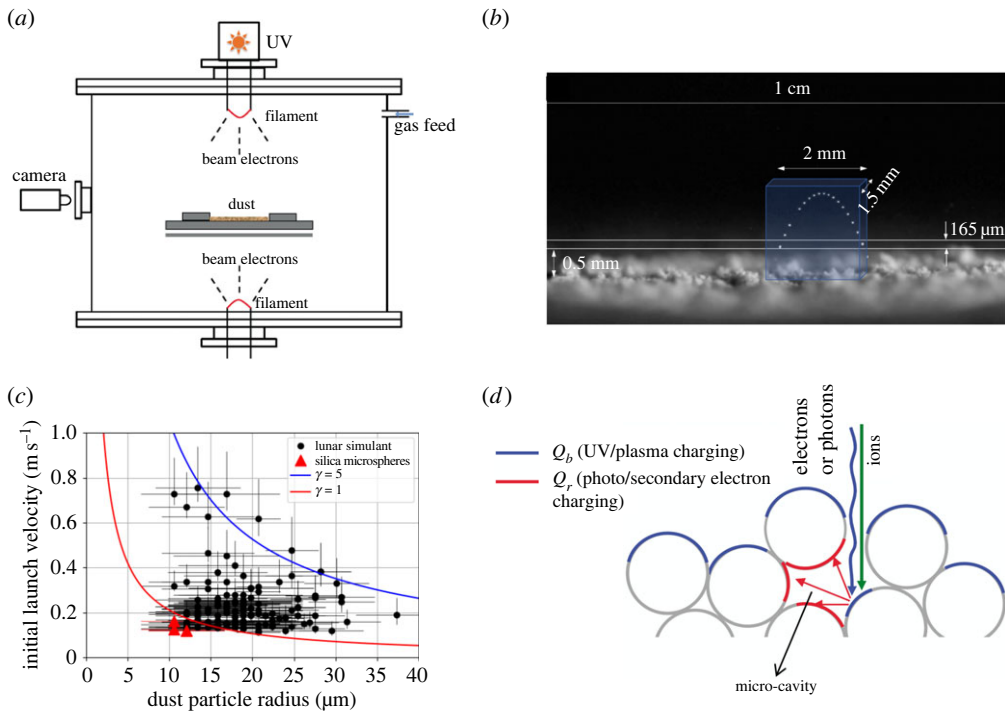 (a)
UV
filament
gas feed
beam electrons
camera
dust
beam electrons
filament
(b)
1 cm
2 mm
1.5 mm
165 µm
0.5 mm
(c)
initial launch velocity (m s⁻¹)
1.0
0.8
0.6
0.4
0.2
0
lunar simulant
silica microspheres
γ = 5
γ = 1
0 5 10 15 20 25 30 35 40
dust particle radius (µm)
(d)
electrons
or photons
ions
Q_b (UV/plasma charging)
Q_r (photo/secondary electron
charging)
micro-cavity